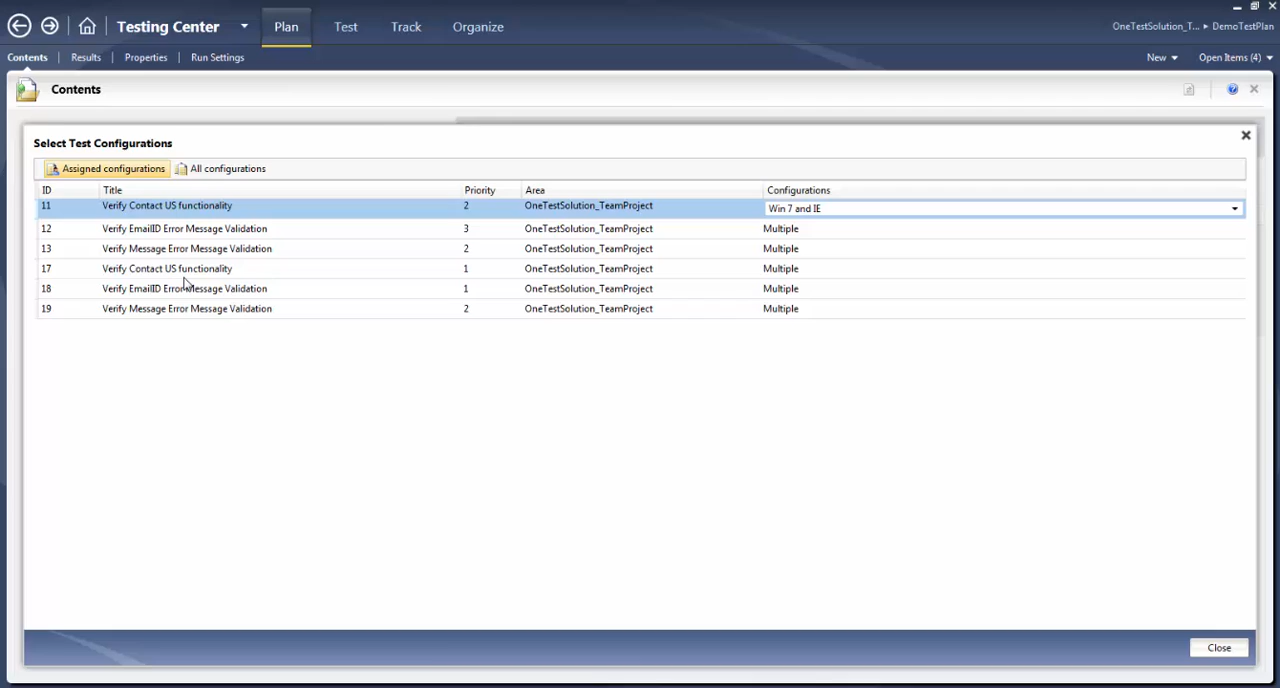 Testing Center Plan Test Track Organize OneTestSolution_T... DemoTestPlan
Contents Results Properties Run Settings New Open Items (4)
Contents
Select Test Configurations
Assigned configurations All configurations
ID Title Priority Area Configurations
11 Verify Contact US functionality 2 OneTestSolution_TeamProject Win 7 and IE
12 Verify EmailID Error Message Validation 3 OneTestSolution_TeamProject Multiple
13 Verify Message Error Message Validation 2 OneTestSolution_TeamProject Multiple
17 Verify Contact US functionality 1 OneTestSolution_TeamProject Multiple
18 Verify EmailID Error Message Validation 1 OneTestSolution_TeamProject Multiple
19 Verify Message Error Message Validation 2 OneTestSolution_TeamProject Multiple
Close